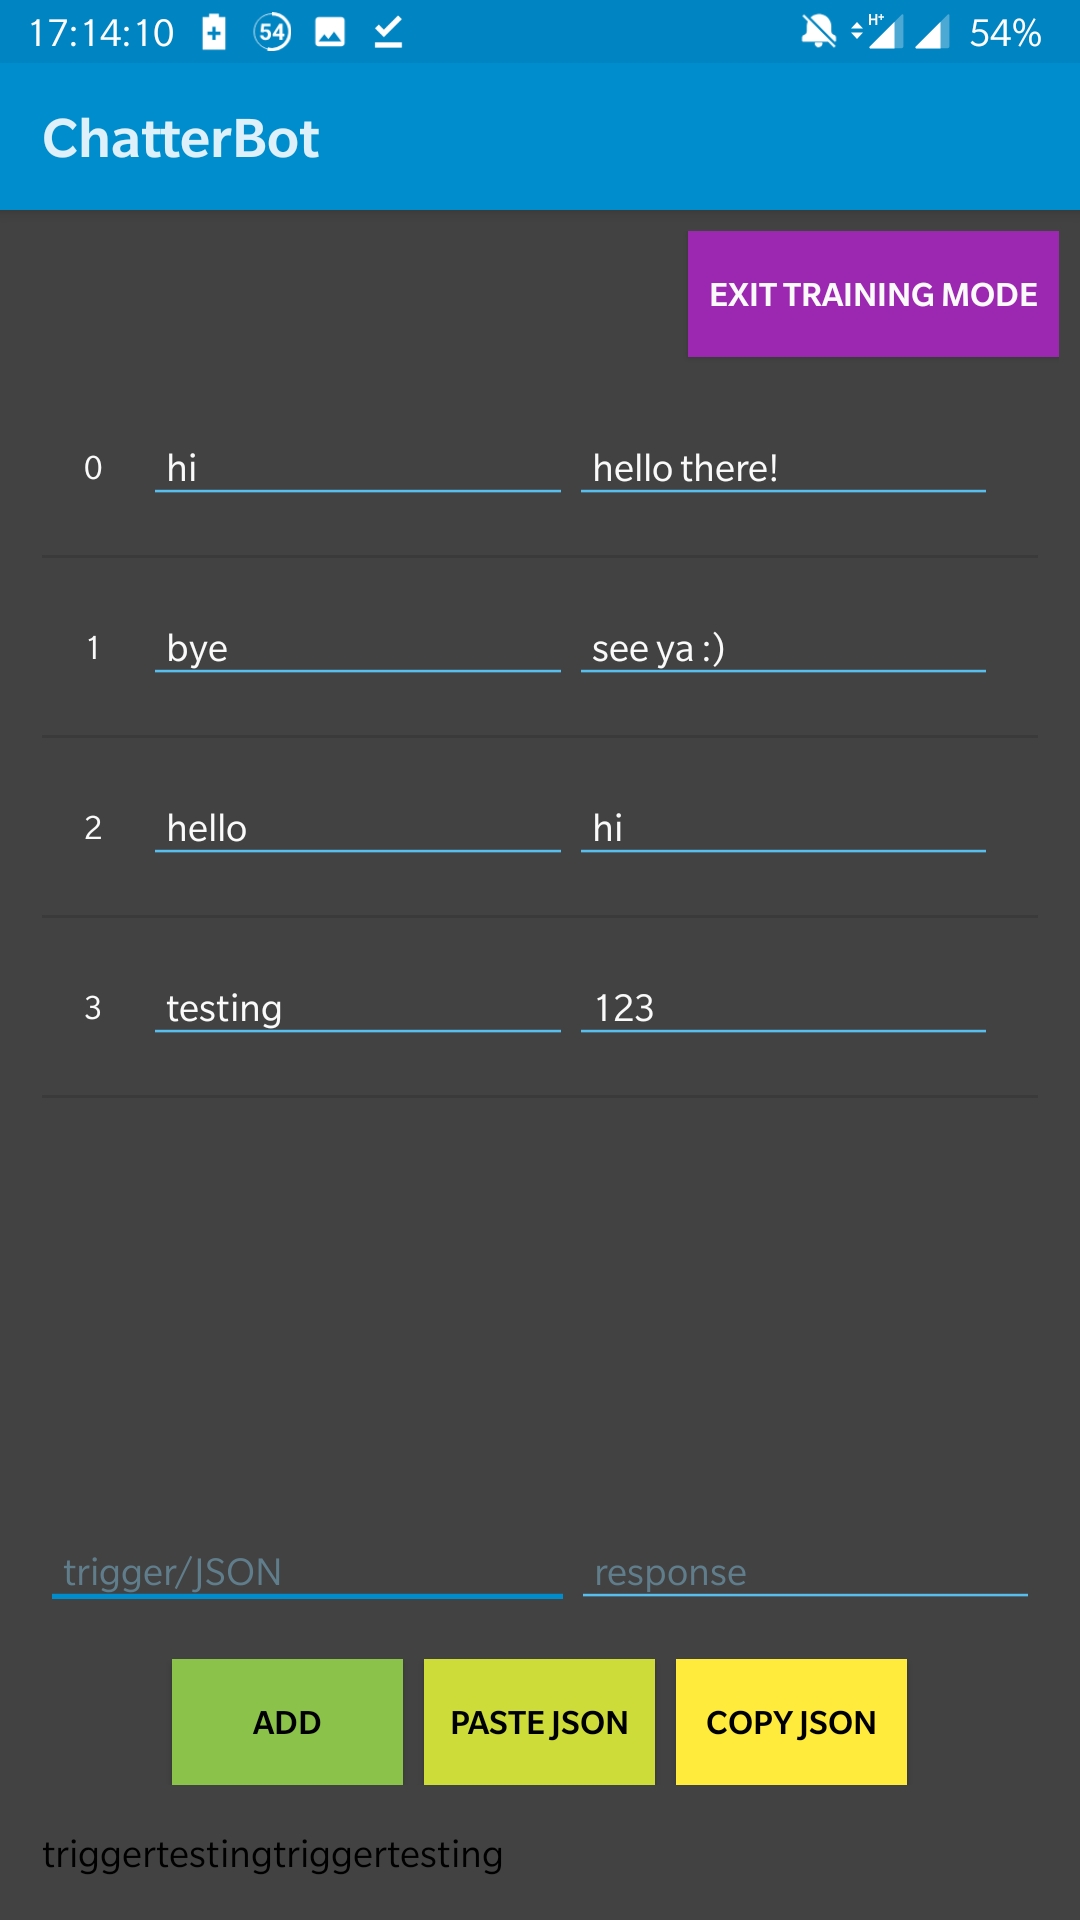 17:14:10 54 H+ 54%
ChatterBot
EXIT TRAINING MODE
0 hi hello there!
1 bye see ya :)
2 hello hi
3 testing 123
trigger/JSON response
ADD PASTE JSON COPY JSON
triggertestingtriggertesting